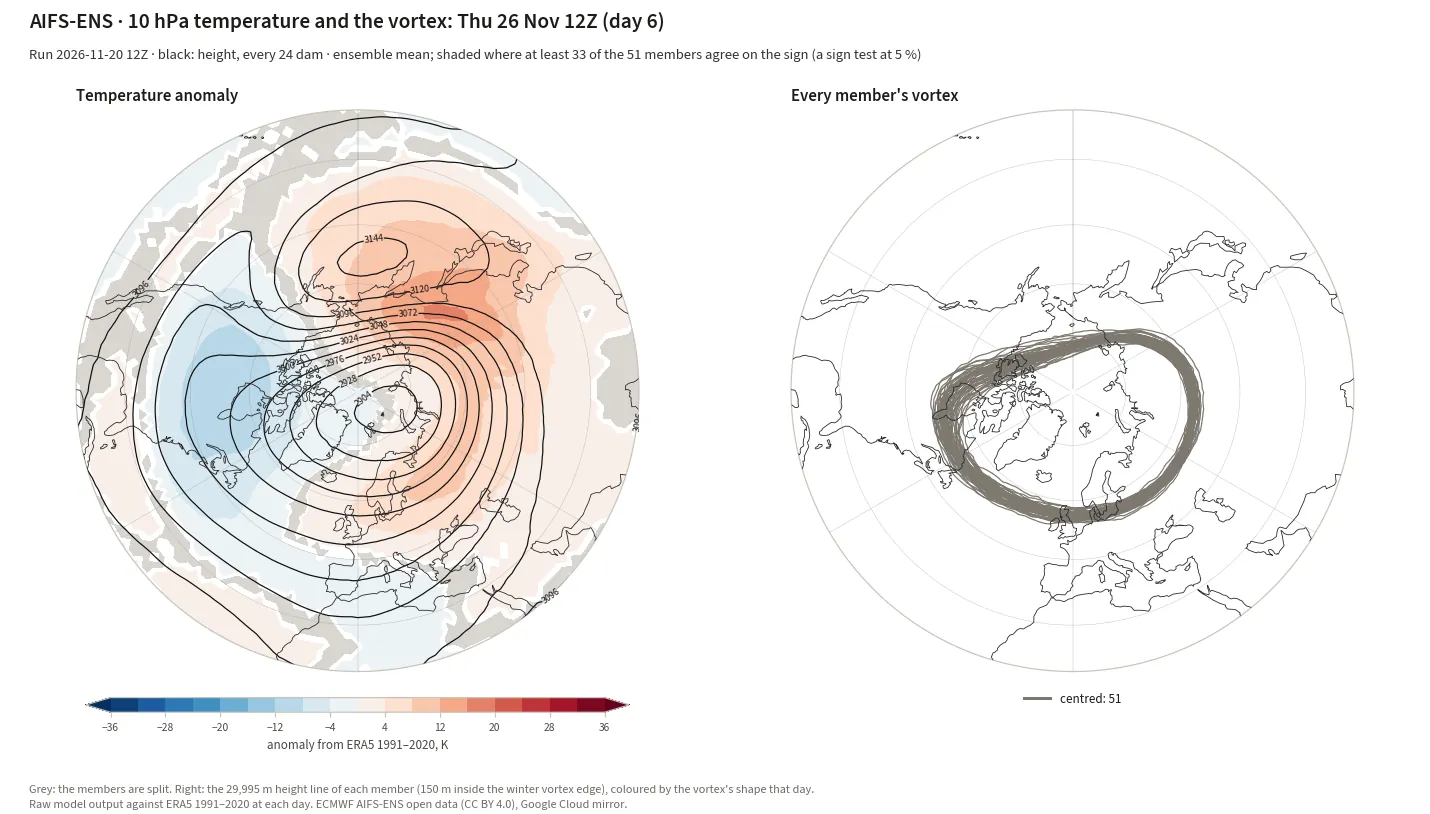 AIFS-ENS · 10 hPa temperature and the vortex: Thu 26 Nov 12Z (day 6)
Run 2026-11-20 12Z · black: height, every 24 dam · ensemble mean; shaded where at least 33 of the 51 members agree on the sign (a sign test at 5 %)
Temperature anomaly
Every member's vortex
3144
3120
3096
3096
3072
3048
3024
2976
2952
2928
2904
3096
3096
centred: 51
−36 −28 −20 −12 −4 4 12 20 28 36
anomaly from ERA5 1991–2020, K
Grey: the members are split. Right: the 29,995 m height line of each member (150 m inside the winter vortex edge), coloured by the vortex's shape that day.
Raw model output against ERA5 1991–2020 at each day. ECMWF AIFS-ENS open data (CC BY 4.0), Google Cloud mirror.